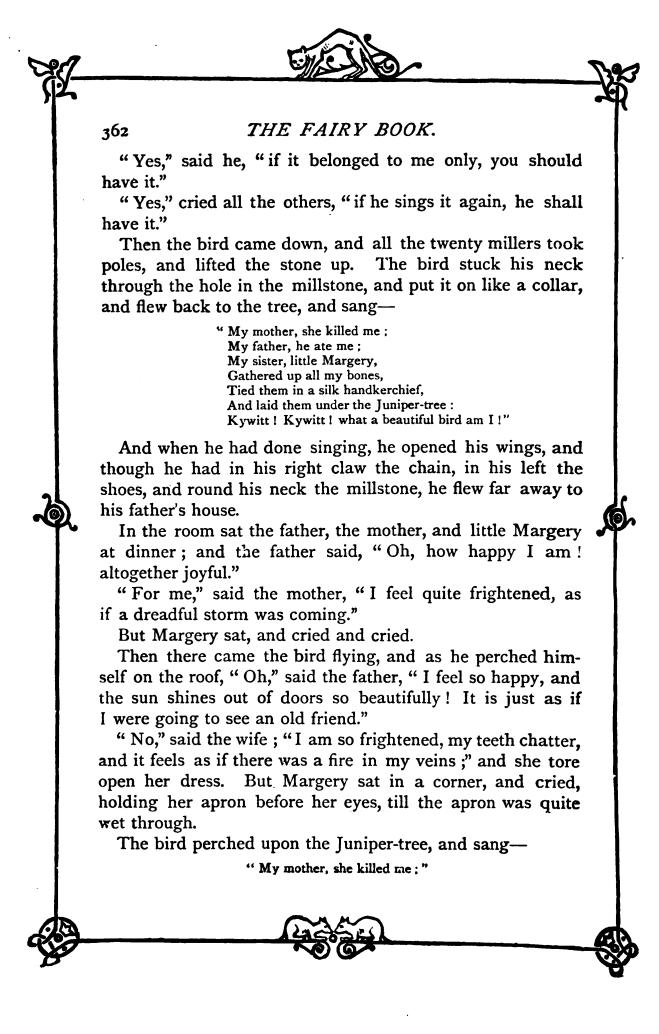 362 THE FAIRY BOOK.
“Yes,” said he, “if it belonged to me only, you should
have it.”
“Yes,” cried all the others, “if he sings it again, he shall
have it.”
Then the bird came down, and all the twenty millers took
poles, and lifted the stone up. The bird stuck his neck
through the hole in the millstone, and put it on like a collar,
and flew back to the tree, and sang—
“My mother, she killed me ;
My father, he ate me ;
My sister, little Margery,
Gathered up all my bones,
Tied them in a silk handkerchief,
And laid them under the Juniper-tree :
Kywitt ! Kywitt ! what a beautiful bird am I !”
And when he had done singing, he opened his wings, and
though he had in his right claw the chain, in his left the
shoes, and round his neck the millstone, he flew far away to
his father’s house.
In the room sat the father, the mother, and little Margery
at dinner ; and the father said, “Oh, how happy I am !
altogether joyful.”
“For me,” said the mother, “I feel quite frightened, as
if a dreadful storm was coming.”
But Margery sat, and cried and cried.
Then there came the bird flying, and as he perched him-
self on the roof, “Oh,” said the father, “I feel so happy, and
the sun shines out of doors so beautifully ! It is just as if
I were going to see an old friend.”
“No,” said the wife ; “I am so frightened, my teeth chatter,
and it feels as if there was a fire in my veins ;” and she tore
open her dress. But Margery sat in a corner, and cried,
holding her apron before her eyes, till the apron was quite
wet through.
The bird perched upon the Juniper-tree, and sang—
“My mother, she killed me ;”